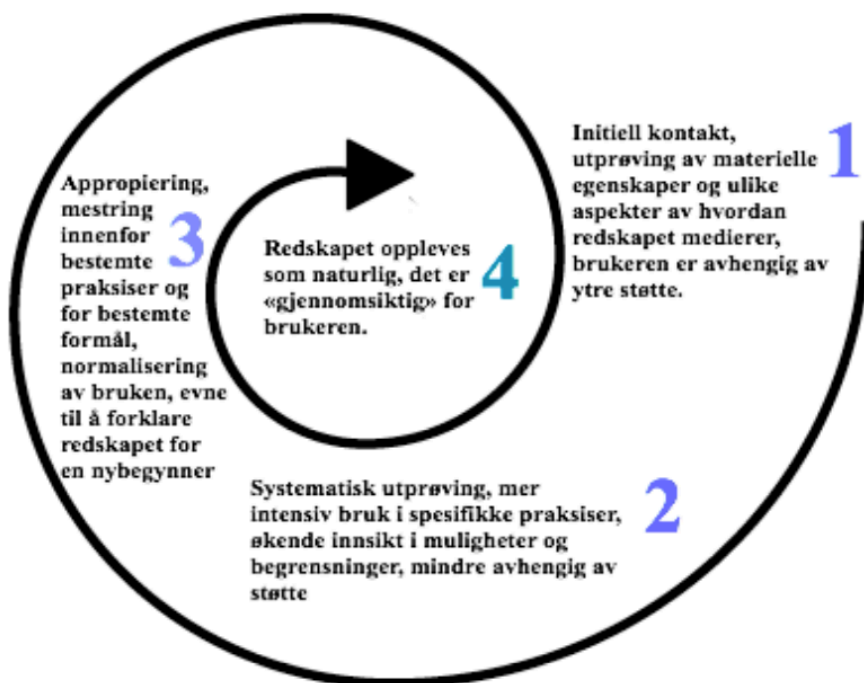 1
Initiell kontakt,
utprøving av materielle
egenskaper og ulike
aspekter av hvordan
redskapet medierer,
brukeren er avhengig av
ytre støtte.
2
Systematisk utprøving, mer
intensiv bruk i spesifikke praksiser,
økende innsikt i muligheter og
begrensninger, mindre avhengig av
støtte
3
Appropiering,
mestring
innenfor
bestemte
praksiser og
for bestemte
formål,
normalisering
av bruken, evne
til å forklare
redskapet for
en nybegynner
4
Redskapet oppleves
som naturlig, det er
«gjennomsiktig» for
brukeren.